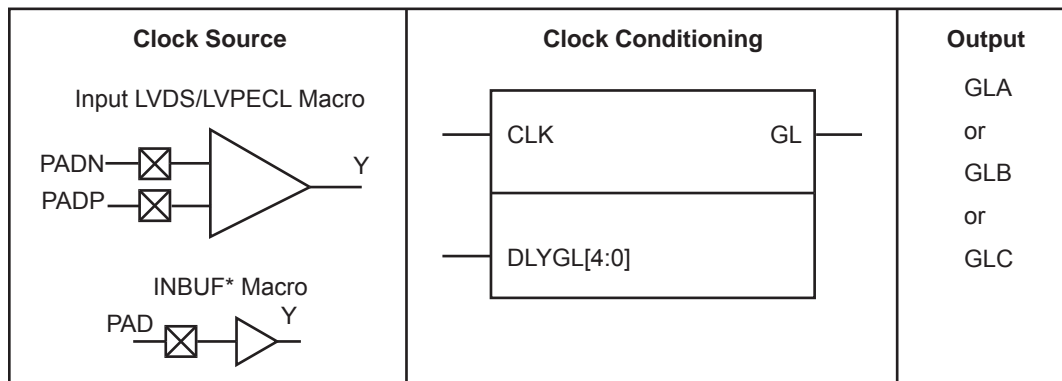 Clock Source
Input LVDS/LVPECL Macro
PADN
PADP
Y
INBUF* Macro
PAD
Y
Clock Conditioning
CLK
GL
DLYGL[4:0]
Output
GLA
or
GLB
or
GLC